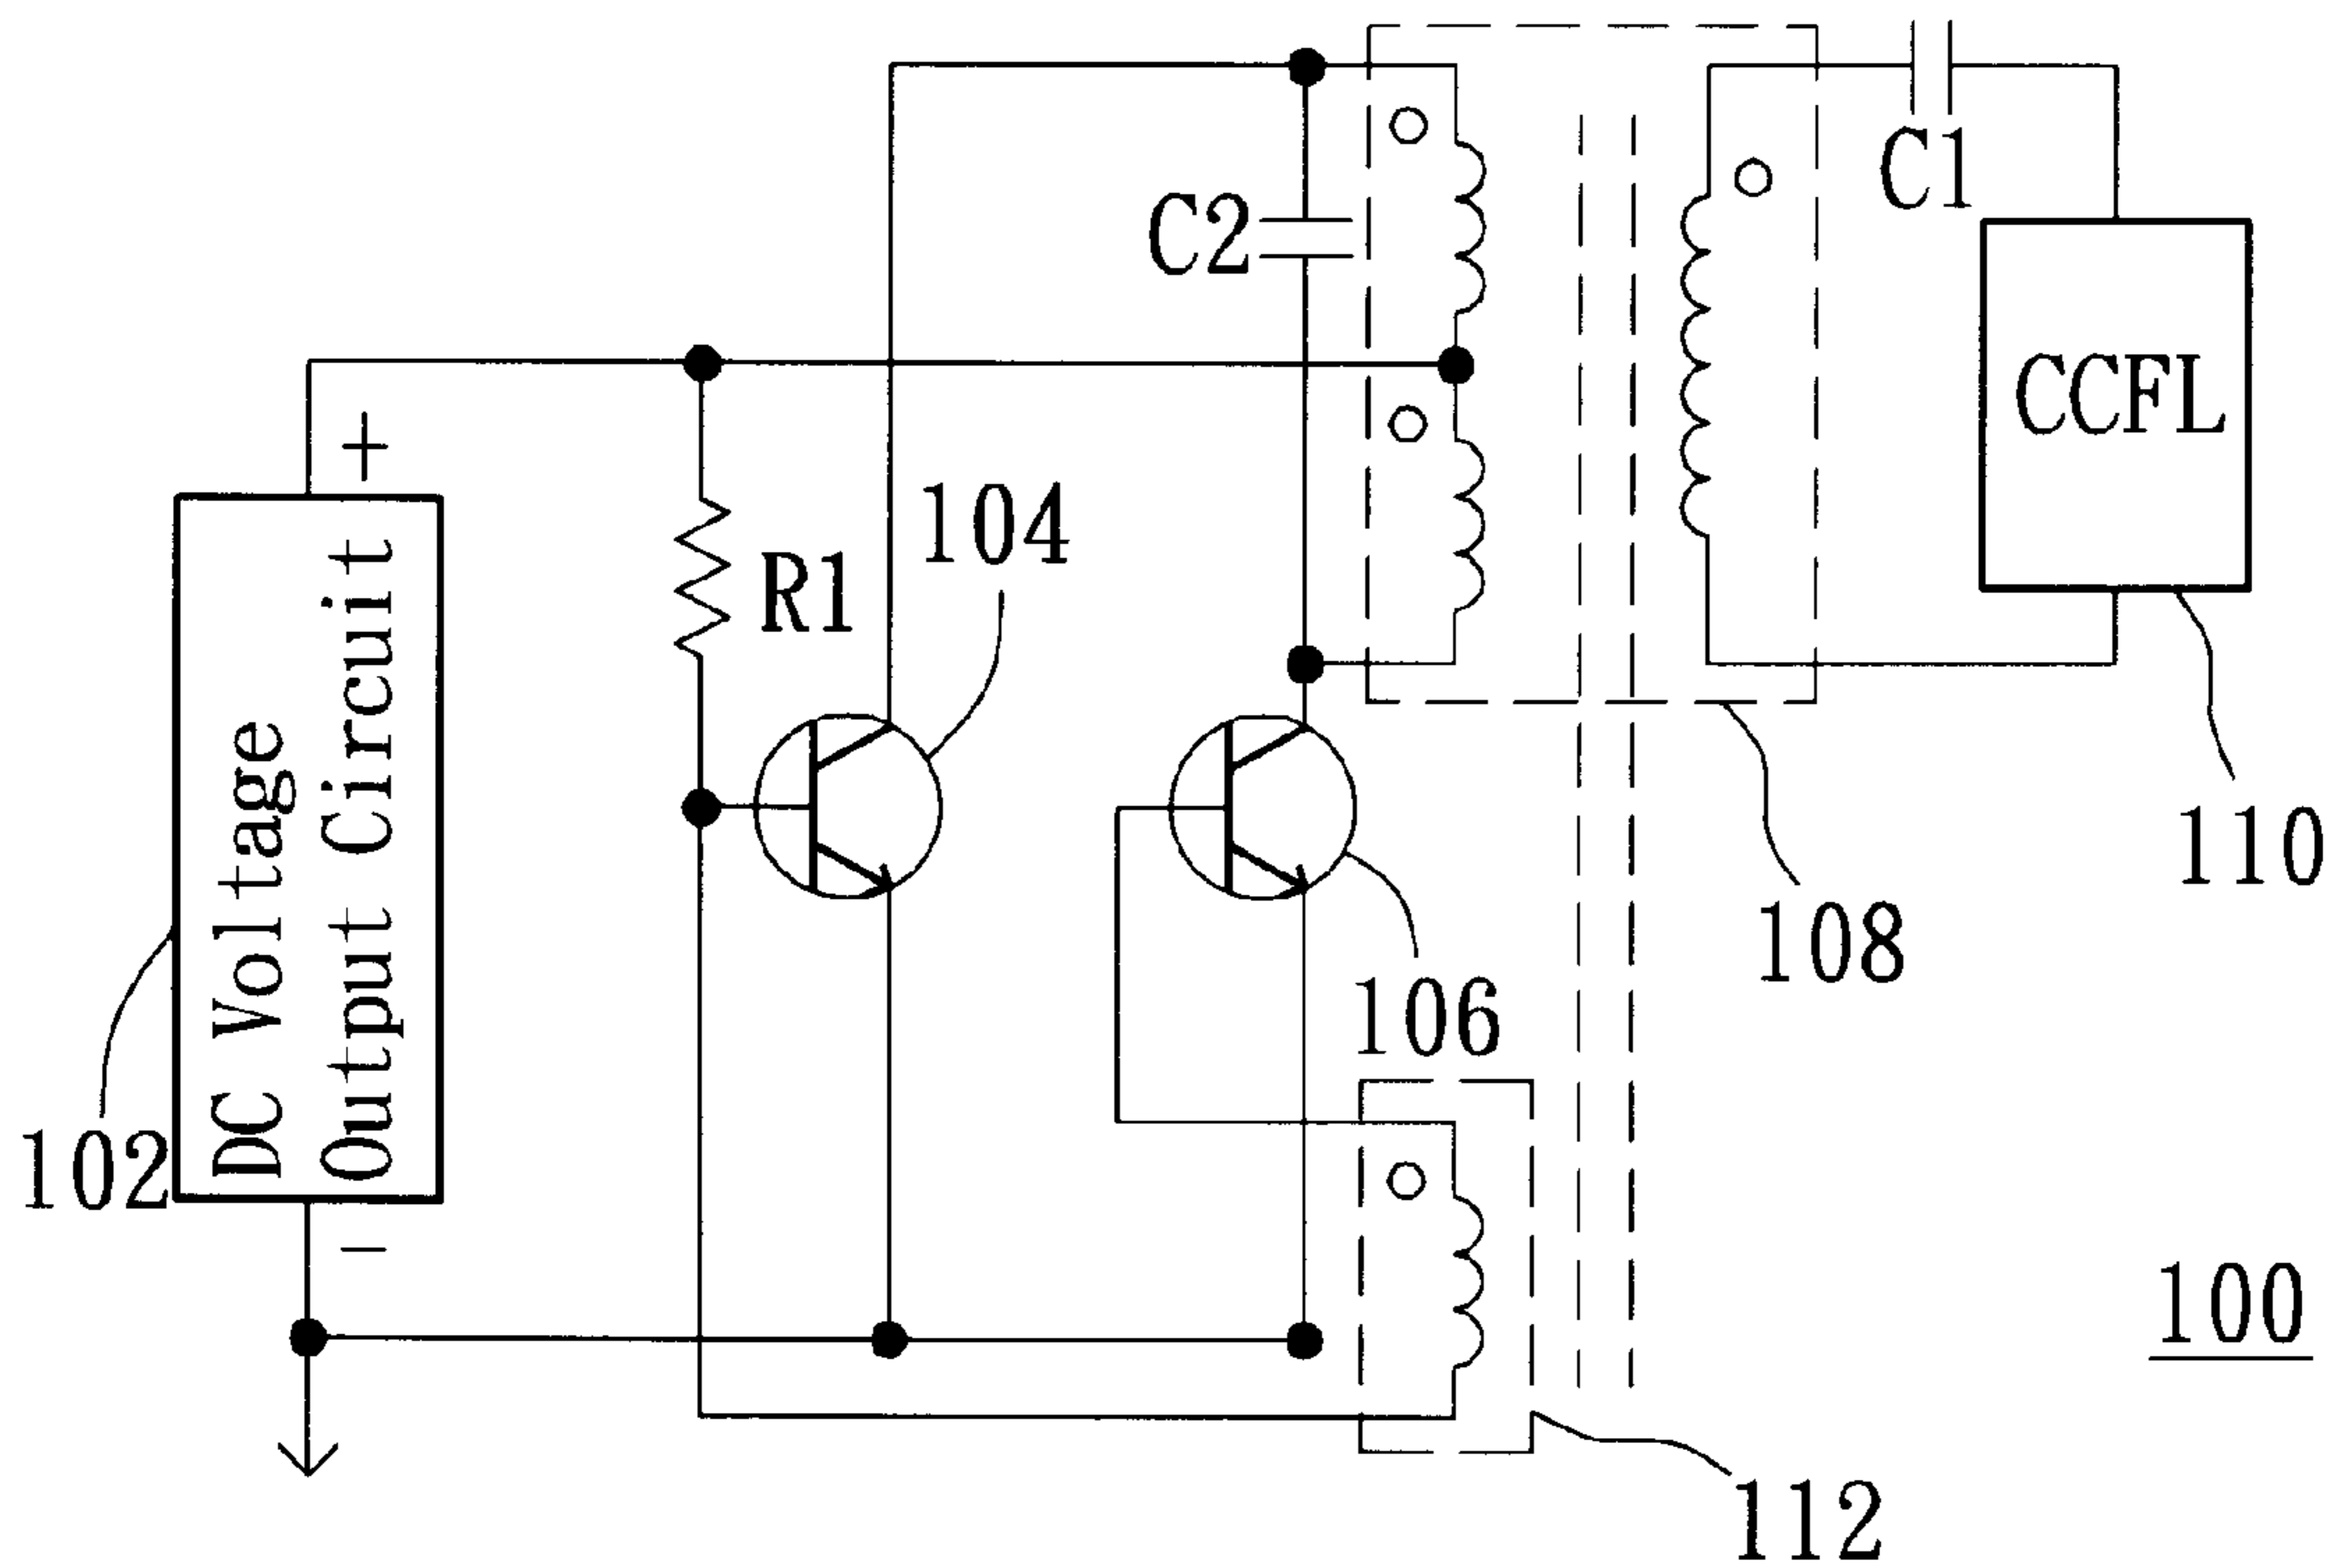 C1
C2
CCFL
+
104
R1
DC Voltage
Output Circuit
110
108
106
102
−
100
112